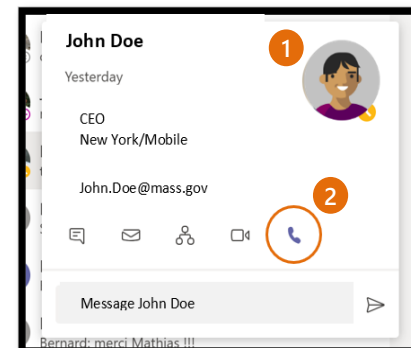 John Doe
1
Yesterday
CEO
New York/Mobile
John.Doe@mass.gov
2
Message John Doe
Bernard: merci Mathias !!!